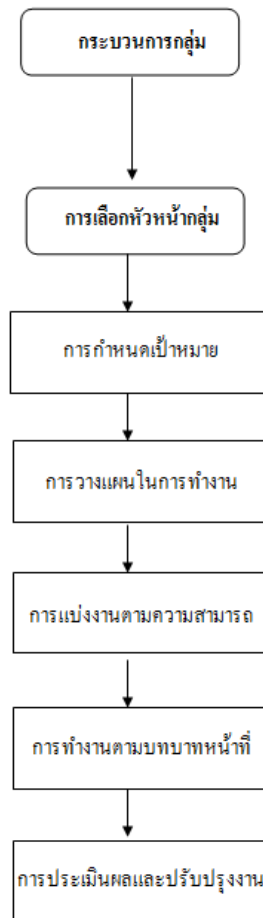 กระบวนการกลุ่ม
การเลือกหัวหน้ากลุ่ม
การกำหนดเป้าหมาย
การวางแผนในการทำงาน
การแบ่งงานตามความสามารถ
การทำงานตามบทบาทหน้าที่
การประเมินผลและปรับปรุงงาน